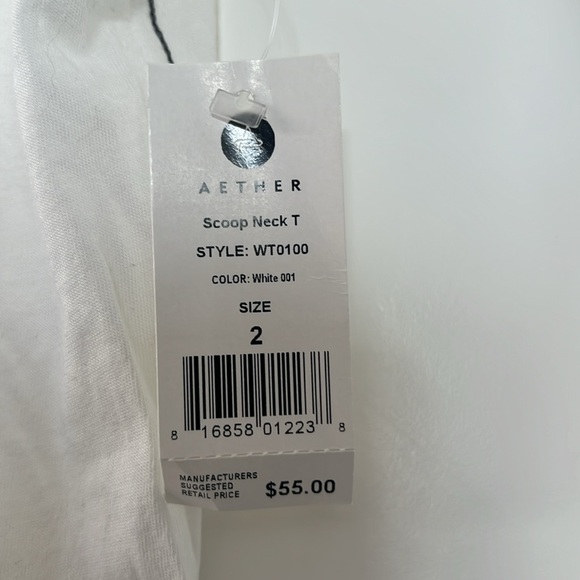 AETHER
Scoop Neck T
STYLE: WT0100
COLOR: White 001
SIZE
2
8 16858 01223 8
MANUFACTURERS
SUGGESTED
RETAIL PRICE
$55.00